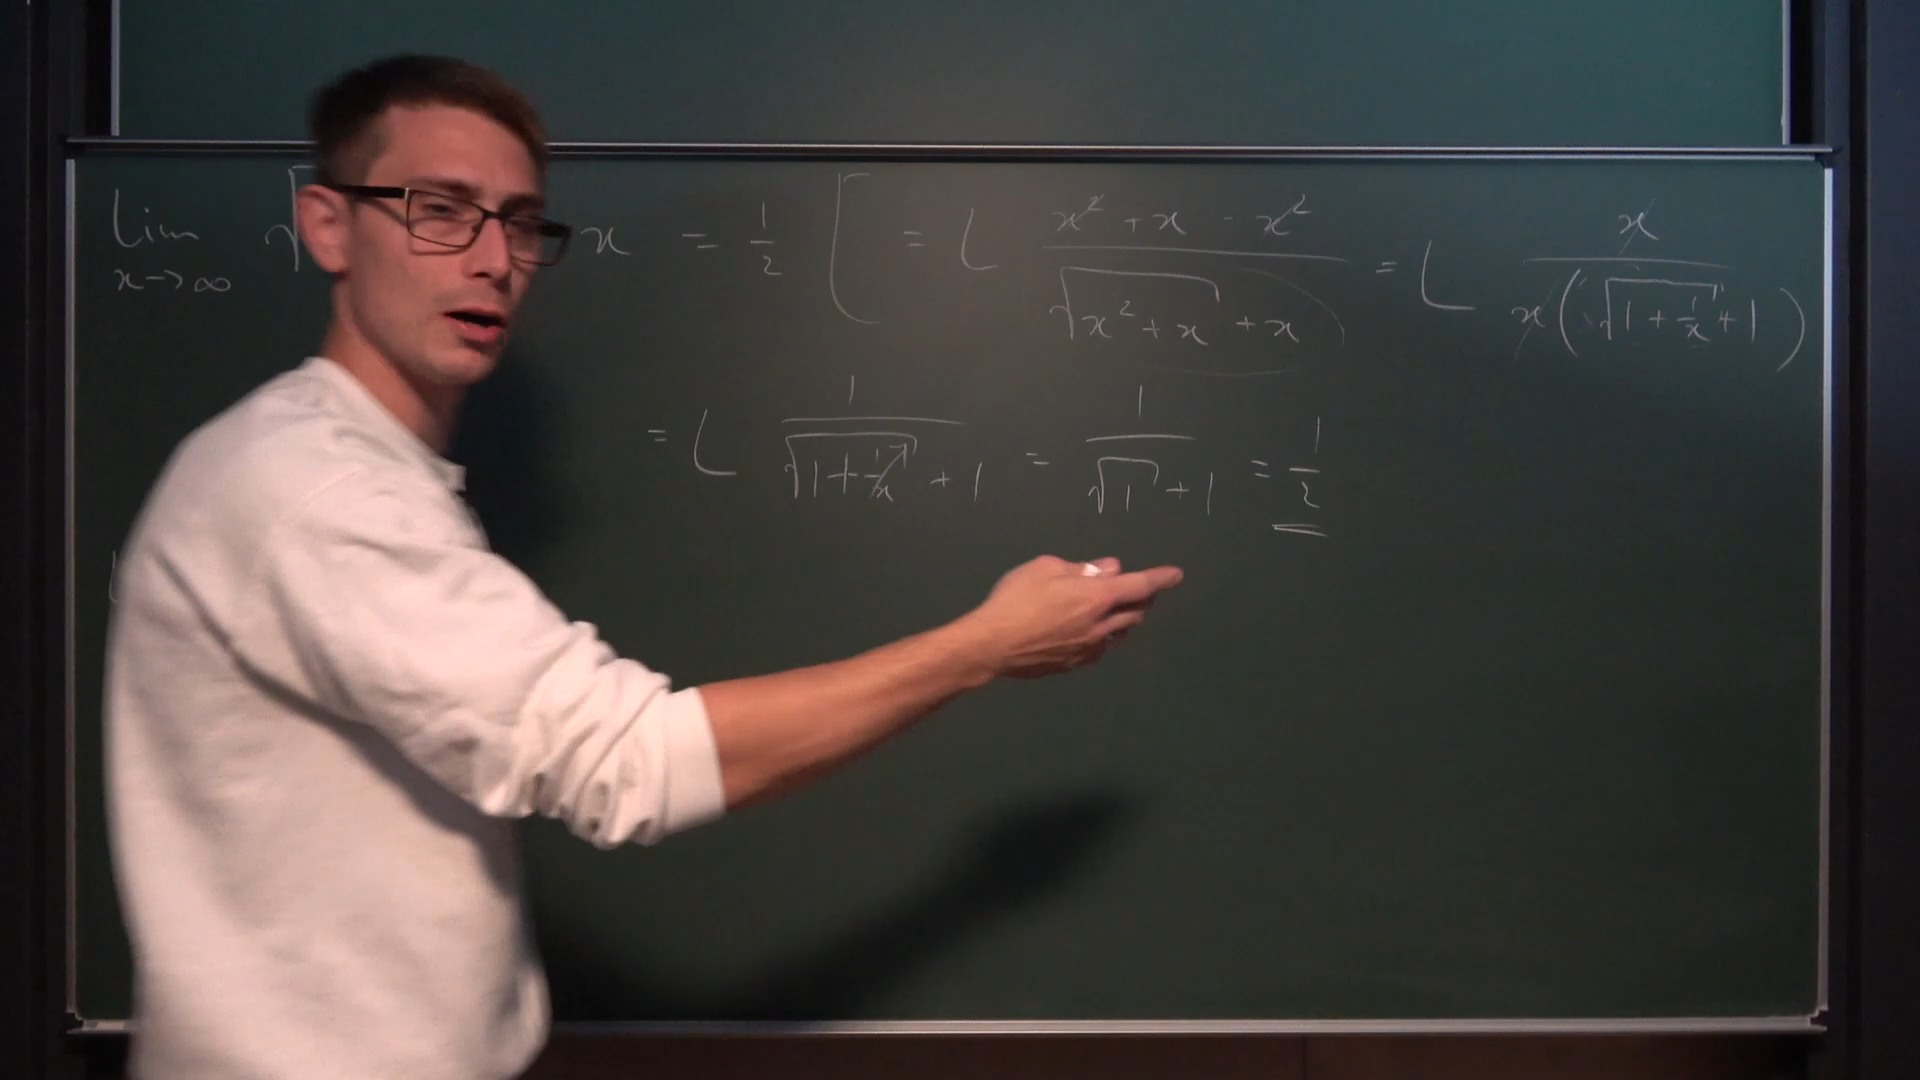 Lim x→∞ √ x = 1/2 [ = L (x² + x - x²)/(√(x² + x) + x) = L x/(x(√(1 + 1/x) + 1))
= L 1/(√(1 + 1/x) + 1) = 1/(√1 + 1) = 1/2